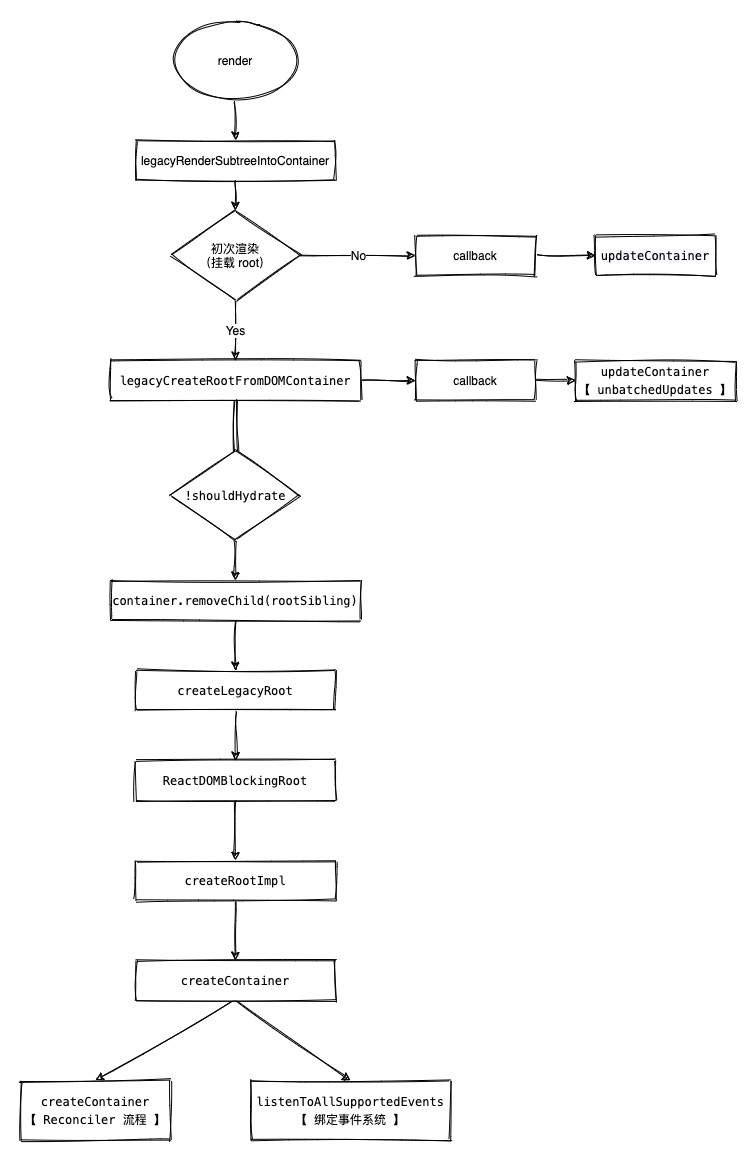 render
legacyRenderSubtreeIntoContainer
初次渲染
(挂载 root)
No
callback
updateContainer
Yes
legacyCreateRootFromDOMContainer
callback
updateContainer
【 unbatchedUpdates 】
!shouldHydrate
container.removeChild(rootSibling)
createLegacyRoot
ReactDOMBlockingRoot
createRootImpl
createContainer
createContainer
【 Reconciler 流程 】
listenToAllSupportedEvents
【 绑定事件系统 】